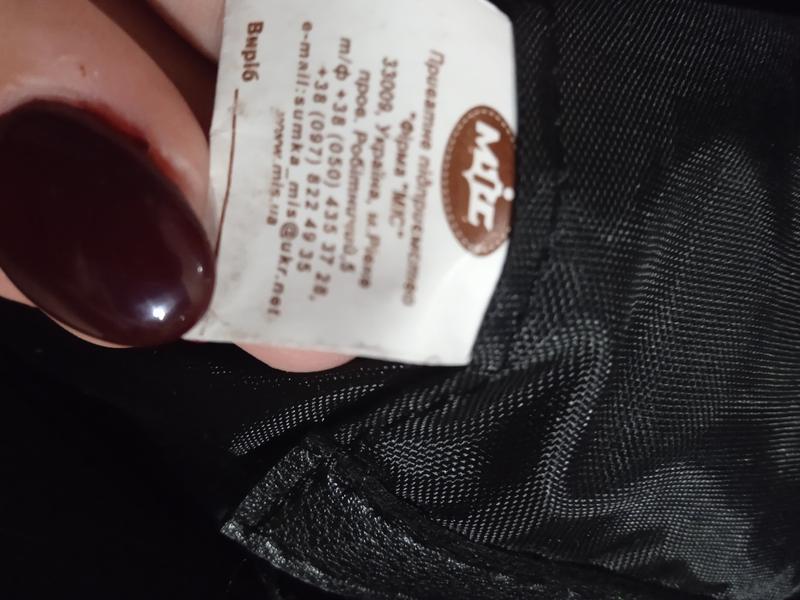 МІС
Приватне підприємство
"Фірма "МІС"
33009, Україна, м.Рівне
пров. Робітничий,5
т/ф +38 (050) 435 37 28,
+38 (097) 822 49 35
e-mail:sumka_mis@ukr.net
www.mis.ua
Виріб